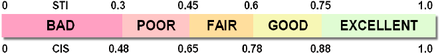 0 STI 0.3 0.45 0.6 0.75 1.0
BAD POOR FAIR GOOD EXCELLENT
0 CIS 0.48 0.65 0.78 0.88 1.0